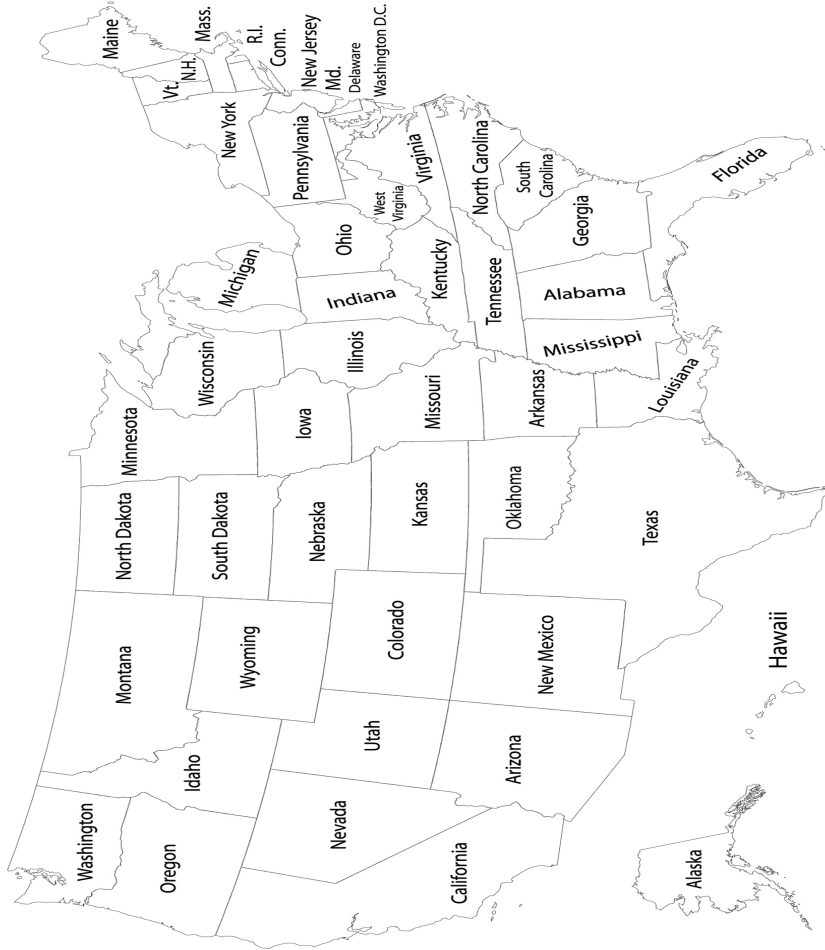 Washington
Oregon
California
Nevada
Idaho
Montana
Wyoming
Utah
Arizona
Colorado
New Mexico
North Dakota
South Dakota
Nebraska
Kansas
Oklahoma
Texas
Minnesota
Iowa
Missouri
Arkansas
Louisiana
Wisconsin
Illinois
Michigan
Indiana
Ohio
Kentucky
Tennessee
Mississippi
Alabama
Georgia
Florida
South
Carolina
North Carolina
Virginia
West
Virginia
Pennsylvania
New York
Vt.
N.H.
Maine
Mass.
R.I.
Conn.
New Jersey
Md.
Delaware
Washington D.C.
Alaska
Hawaii